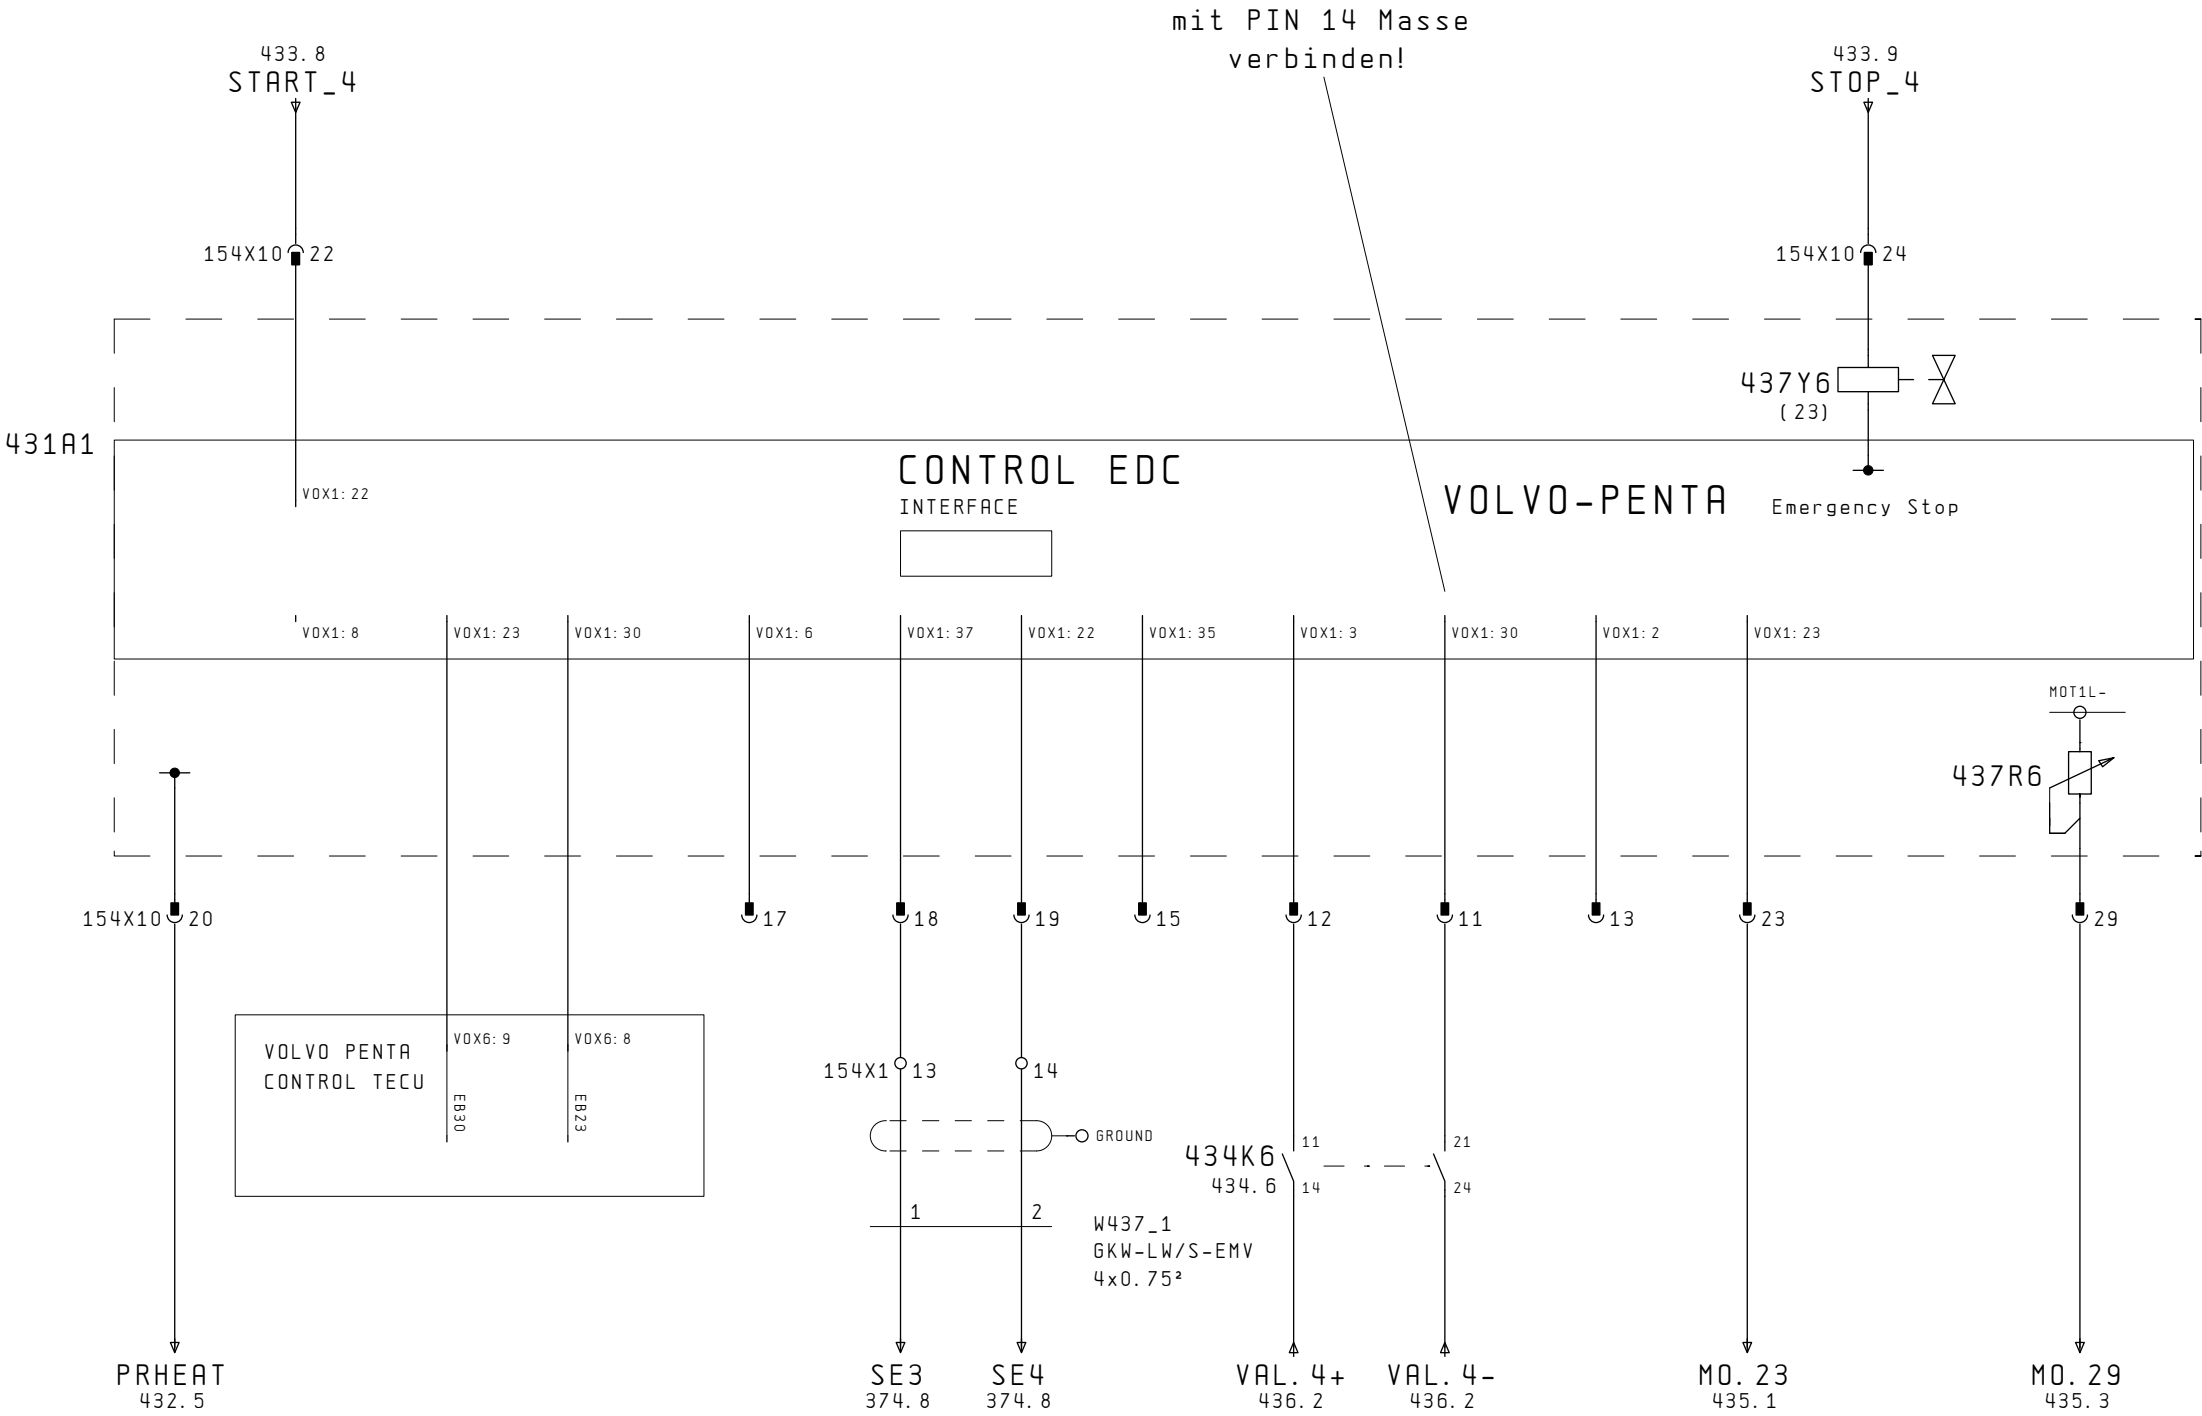 mit PIN 14 Masse
verbinden!
433.8
START_4
433.9
STOP_4
154X10 22
154X10 24
437Y6
(23)
431A1
CONTROL EDC
INTERFACE
VOLVO-PENTA
Emergency Stop
VOX1:22
VOX1:8
VOX1:23
VOX1:30
VOX1:6
VOX1:37
VOX1:22
VOX1:35
VOX1:3
VOX1:30
VOX1:2
VOX1:23
MOT1L-
437R6
154X10 20
17
18
19
15
12
11
13
23
29
VOLVO PENTA
CONTROL TECU
VOX6:9
VOX6:8
EB30
EB23
154X1 13
14
GROUND
434K6
434.6
11
14
21
24
1
2
W437_1
GKW-LW/S-EMV
4x0.75²
PRHEAT
432.5
SE3
374.8
SE4
374.8
VAL.4+
436.2
VAL.4-
436.2
MO.23
435.1
MO.29
435.3